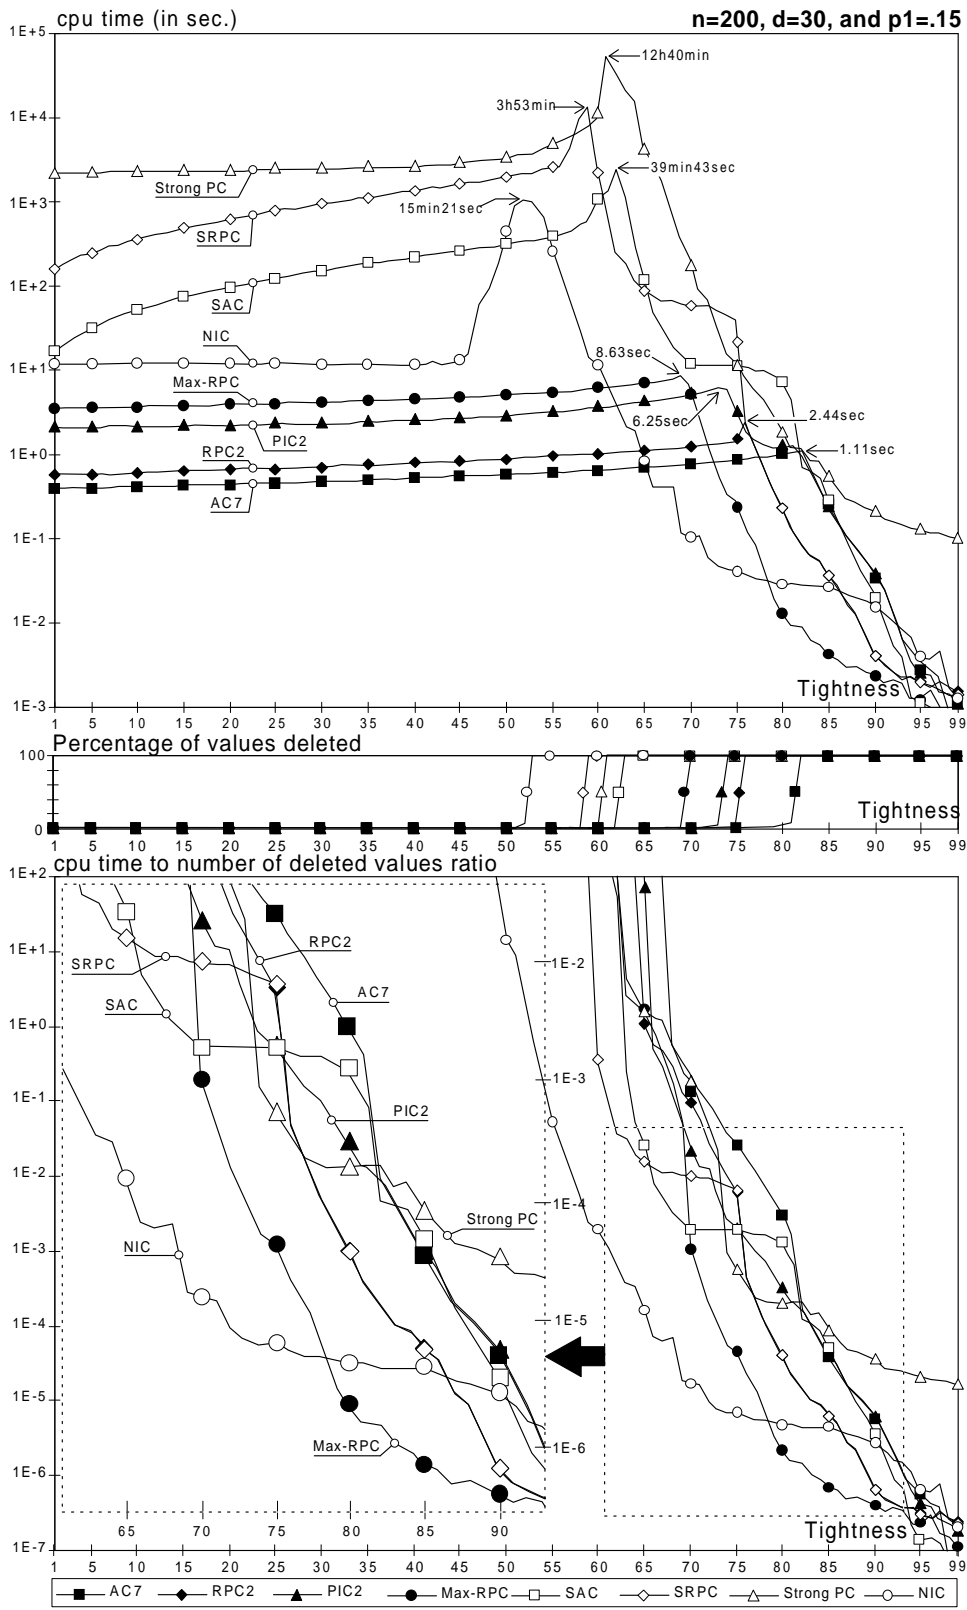 cpu time (in sec.) n=200, d=30, and p1=.15
1E+5
12h40min
3h53min
1E+4
39min43sec
Strong PC
15min21sec
1E+3
SRPC
1E+2
SAC
NIC
8.63sec
1E+1
Max-RPC
2.44sec
6.25sec
PIC2
RPC2
1.11sec
1E+0
AC7
1E-1
1E-2
Tightness
1E-3
1 5 10 15 20 25 30 35 40 45 50 55 60 65 70 75 80 85 90 95 99
Percentage of values deleted
100
Tightness
0
1 5 10 15 20 25 30 35 40 45 50 55 60 65 70 75 80 85 90 95 99
cpu time to number of deleted values ratio
1E+2
RPC2
1E+1
SRPC
1E-2
AC7
SAC
1E+0
1E-3
1E-1
PIC2
1E-2
1E-4
Strong PC
NIC
1E-3
1E-5
1E-4
1E-5
Max-RPC
1E-6
1E-6
65 70 75 80 85 90
Tightness
1E-7
1 5 10 15 20 25 30 35 40 45 50 55 60 65 70 75 80 85 90 95 99
AC7 RPC2 PIC2 Max-RPC SAC SRPC Strong PC NIC